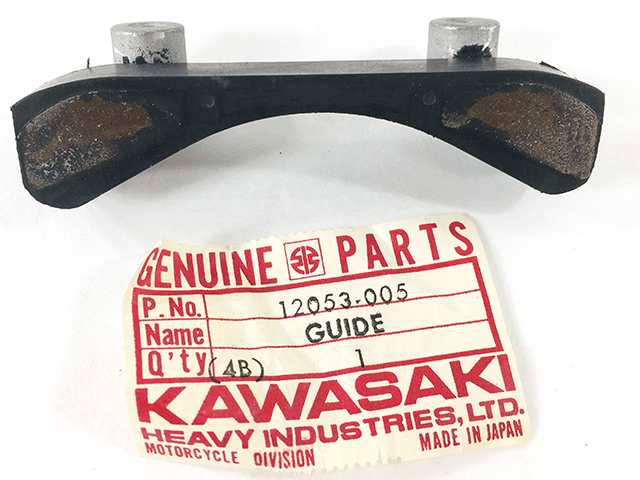 GENUINE PARTS
P. No. 12053-005
Name GUIDE
Q'ty (4B) 1
KAWASAKI
HEAVY INDUSTRIES, LTD.
MOTORCYCLE DIVISION MADE IN JAPAN